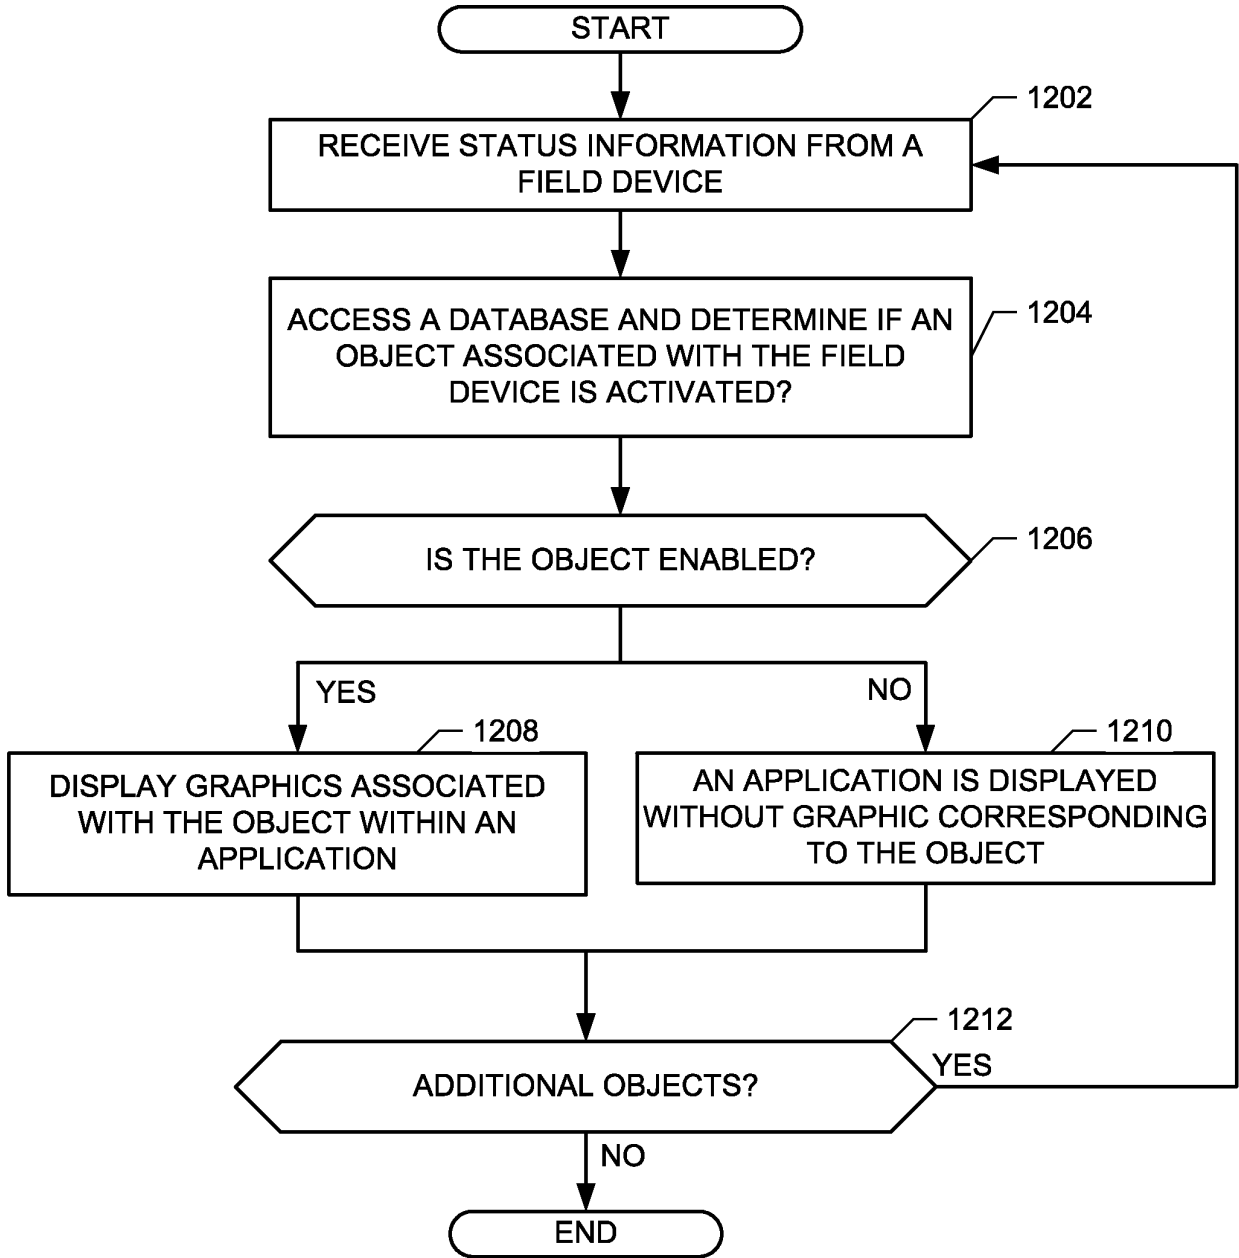 START
1202
RECEIVE STATUS INFORMATION FROM A
FIELD DEVICE
1204
ACCESS A DATABASE AND DETERMINE IF AN
OBJECT ASSOCIATED WITH THE FIELD
DEVICE IS ACTIVATED?
1206
IS THE OBJECT ENABLED?
YES
NO
1208
DISPLAY GRAPHICS ASSOCIATED
WITH THE OBJECT WITHIN AN
APPLICATION
1210
AN APPLICATION IS DISPLAYED
WITHOUT GRAPHIC CORRESPONDING
TO THE OBJECT
1212
ADDITIONAL OBJECTS?
YES
NO
END